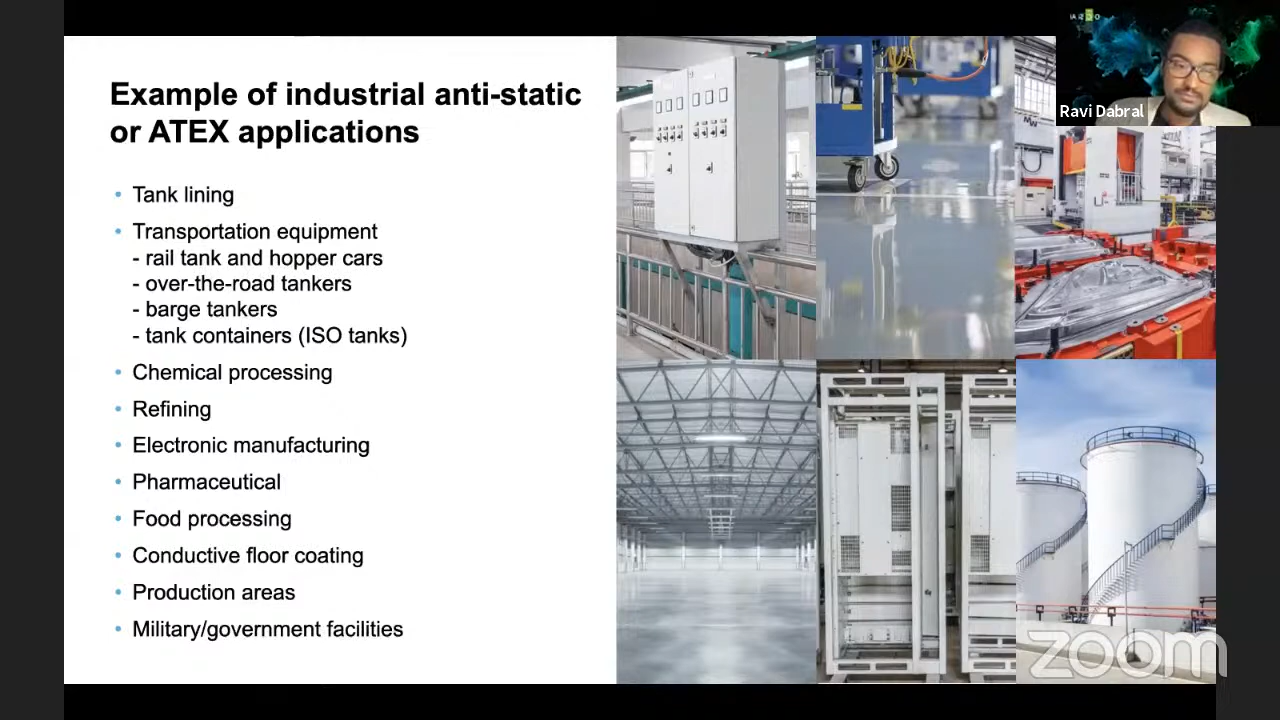 Example of industrial anti-static
or ATEX applications
• Tank lining
• Transportation equipment
- rail tank and hopper cars
- over-the-road tankers
- barge tankers
- tank containers (ISO tanks)
• Chemical processing
• Refining
• Electronic manufacturing
• Pharmaceutical
• Food processing
• Conductive floor coating
• Production areas
• Military/government facilities
Ravi Dabral
zoom